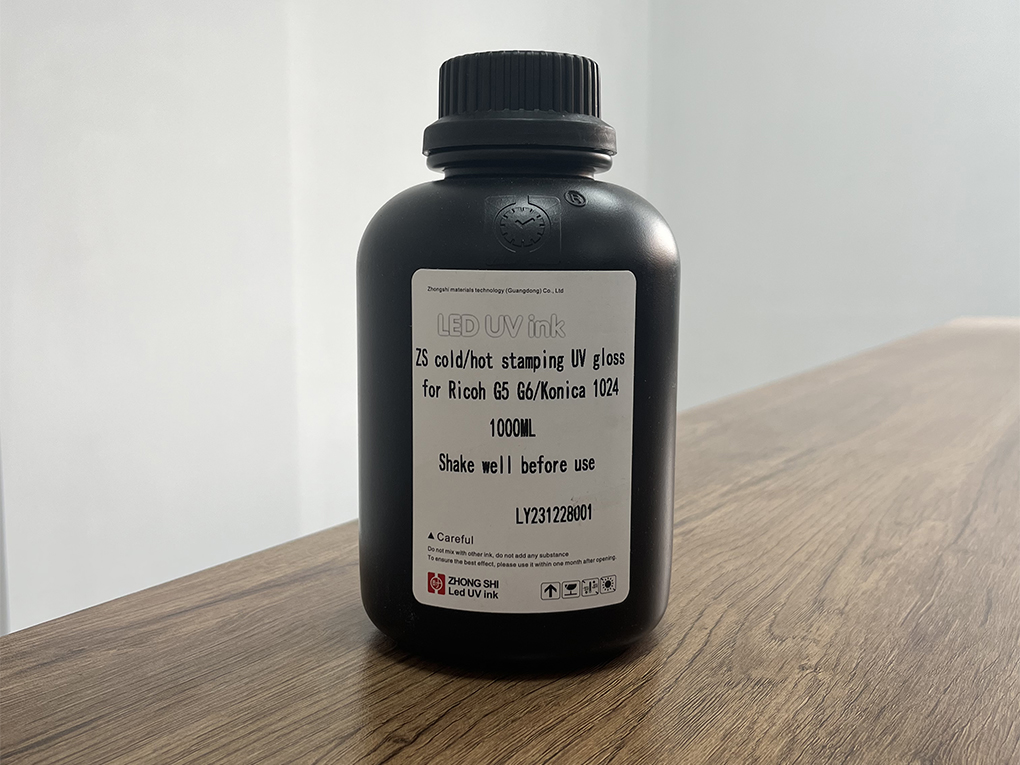 ®
Zhongshi materials technology (Guangdong) Co., Ltd
LED UV ink
ZS cold/hot stamping UV gloss
for Ricoh G5 G6/Konica 1024
1000ML
Shake well before use
LY231228001
▲Careful
Do not mix with other ink, do not add any substance
To ensure the best effect, please use it within one month after opening.
ZHONG SHI
Led UV ink